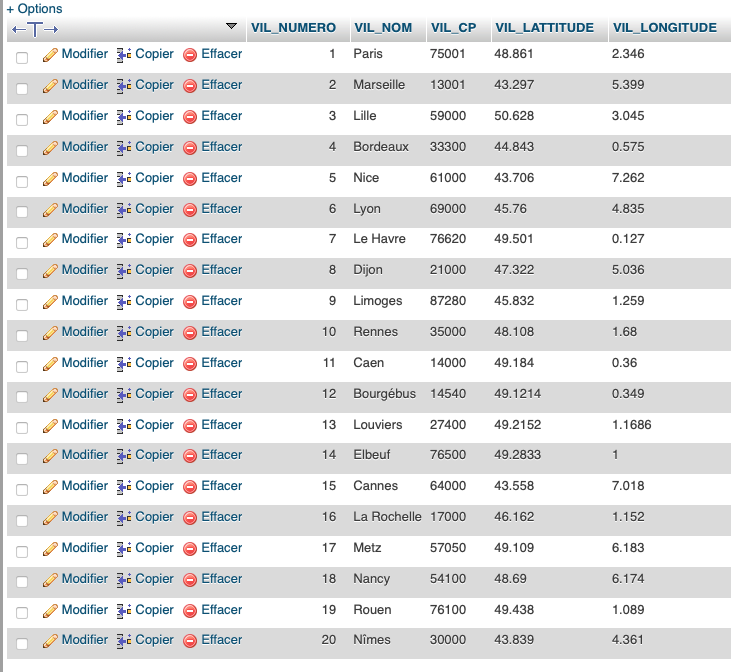 + Options
←T→ VIL_NUMERO VIL_NOM VIL_CP VIL_LATTITUDE VIL_LONGITUDE
Modifier Copier Effacer 1 Paris 75001 48.861 2.346
Modifier Copier Effacer 2 Marseille 13001 43.297 5.399
Modifier Copier Effacer 3 Lille 59000 50.628 3.045
Modifier Copier Effacer 4 Bordeaux 33300 44.843 0.575
Modifier Copier Effacer 5 Nice 61000 43.706 7.262
Modifier Copier Effacer 6 Lyon 69000 45.76 4.835
Modifier Copier Effacer 7 Le Havre 76620 49.501 0.127
Modifier Copier Effacer 8 Dijon 21000 47.322 5.036
Modifier Copier Effacer 9 Limoges 87280 45.832 1.259
Modifier Copier Effacer 10 Rennes 35000 48.108 1.68
Modifier Copier Effacer 11 Caen 14000 49.184 0.36
Modifier Copier Effacer 12 Bourgébus 14540 49.1214 0.349
Modifier Copier Effacer 13 Louviers 27400 49.2152 1.1686
Modifier Copier Effacer 14 Elbeuf 76500 49.2833 1
Modifier Copier Effacer 15 Cannes 64000 43.558 7.018
Modifier Copier Effacer 16 La Rochelle 17000 46.162 1.152
Modifier Copier Effacer 17 Metz 57050 49.109 6.183
Modifier Copier Effacer 18 Nancy 54100 48.69 6.174
Modifier Copier Effacer 19 Rouen 76100 49.438 1.089
Modifier Copier Effacer 20 Nîmes 30000 43.839 4.361